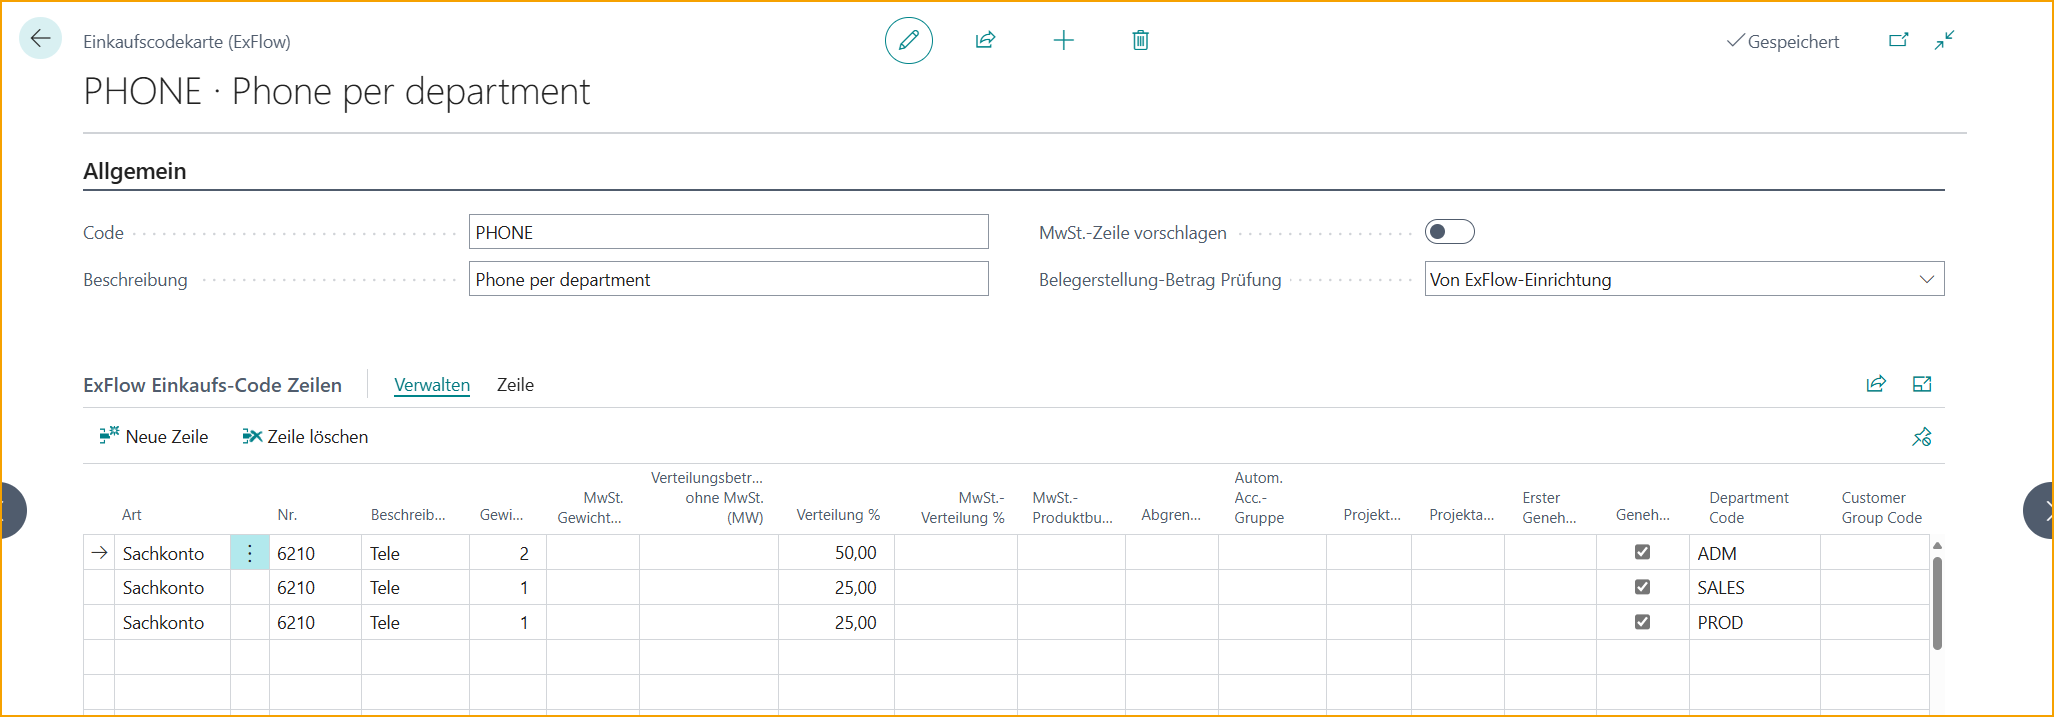 Einkaufscodekarte (ExFlow)
Gespeichert
PHONE · Phone per department
Allgemein
Code PHONE MwSt.-Zeile vorschlagen
Beschreibung Phone per department Belegerstellung-Betrag Prüfung Von ExFlow-Einrichtung
ExFlow Einkaufs-Code Zeilen Verwalten Zeile
Neue Zeile Zeile löschen
Art Nr. Beschreib... Gewi... MwSt. Gewicht... Verteilungsbetr... ohne MwSt. (MW) Verteilung % MwSt.- Verteilung % MwSt.- Produktbu... Abgren... Autom. Acc.- Gruppe Projekt... Projekta... Erster Geneh... Geneh... Department Code Customer Group Code
Sachkonto 6210 Tele 2 50,00 ADM
Sachkonto 6210 Tele 1 25,00 SALES
Sachkonto 6210 Tele 1 25,00 PROD